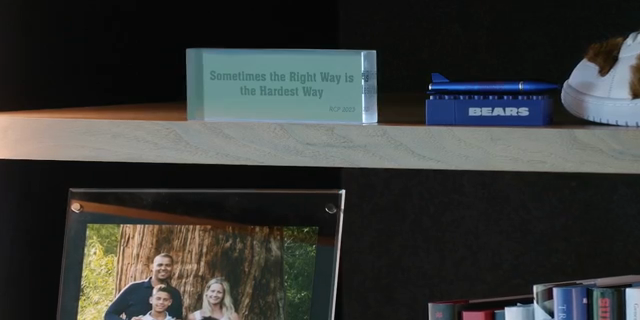 Sometimes the Right Way is
the Hardest Way
BEARS